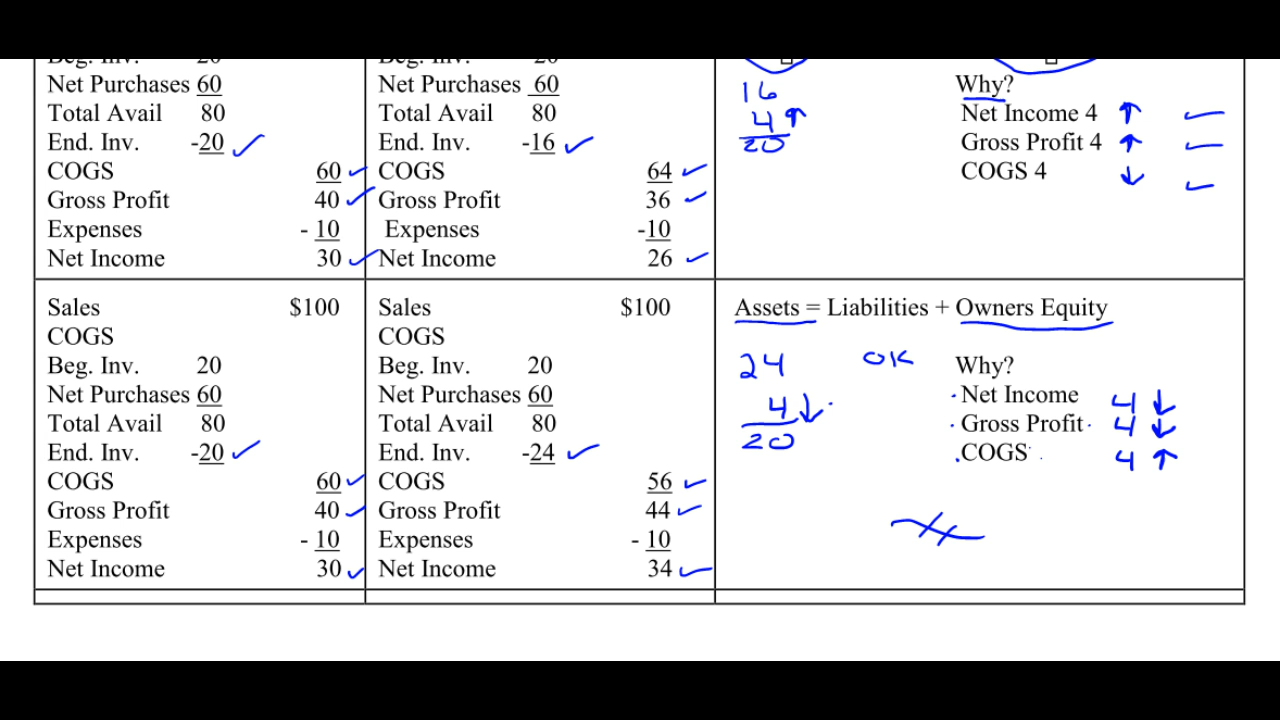 Beg. Inv. 20 Beg. Inv. 20
Net Purchases 60 Net Purchases 60 16 Why?
Total Avail 80 Total Avail 80 4 ↑ Net Income 4 ↑
End. Inv. -20 ✓ End. Inv. -16 ✓ 20 Gross Profit 4 ↑
COGS 60 ✓ COGS 64 ✓ COGS 4 ↓
Gross Profit 40 ✓ Gross Profit 36 ✓
Expenses - 10 Expenses -10
Net Income 30 ✓ Net Income 26 ✓
Sales $100 Sales $100 Assets = Liabilities + Owners Equity
COGS COGS
Beg. Inv. 20 Beg. Inv. 20 24 OK Why?
Net Purchases 60 Net Purchases 60 4 ↓ Net Income 4 ↓
Total Avail 80 Total Avail 80 20 Gross Profit 4 ↓
End. Inv. -20 ✓ End. Inv. -24 ✓ COGS 4 ↑
COGS 60 ✓ COGS 56 ✓
Gross Profit 40 ✓ Gross Profit 44 ✓
Expenses - 10 Expenses - 10
Net Income 30 ✓ Net Income 34 ✓